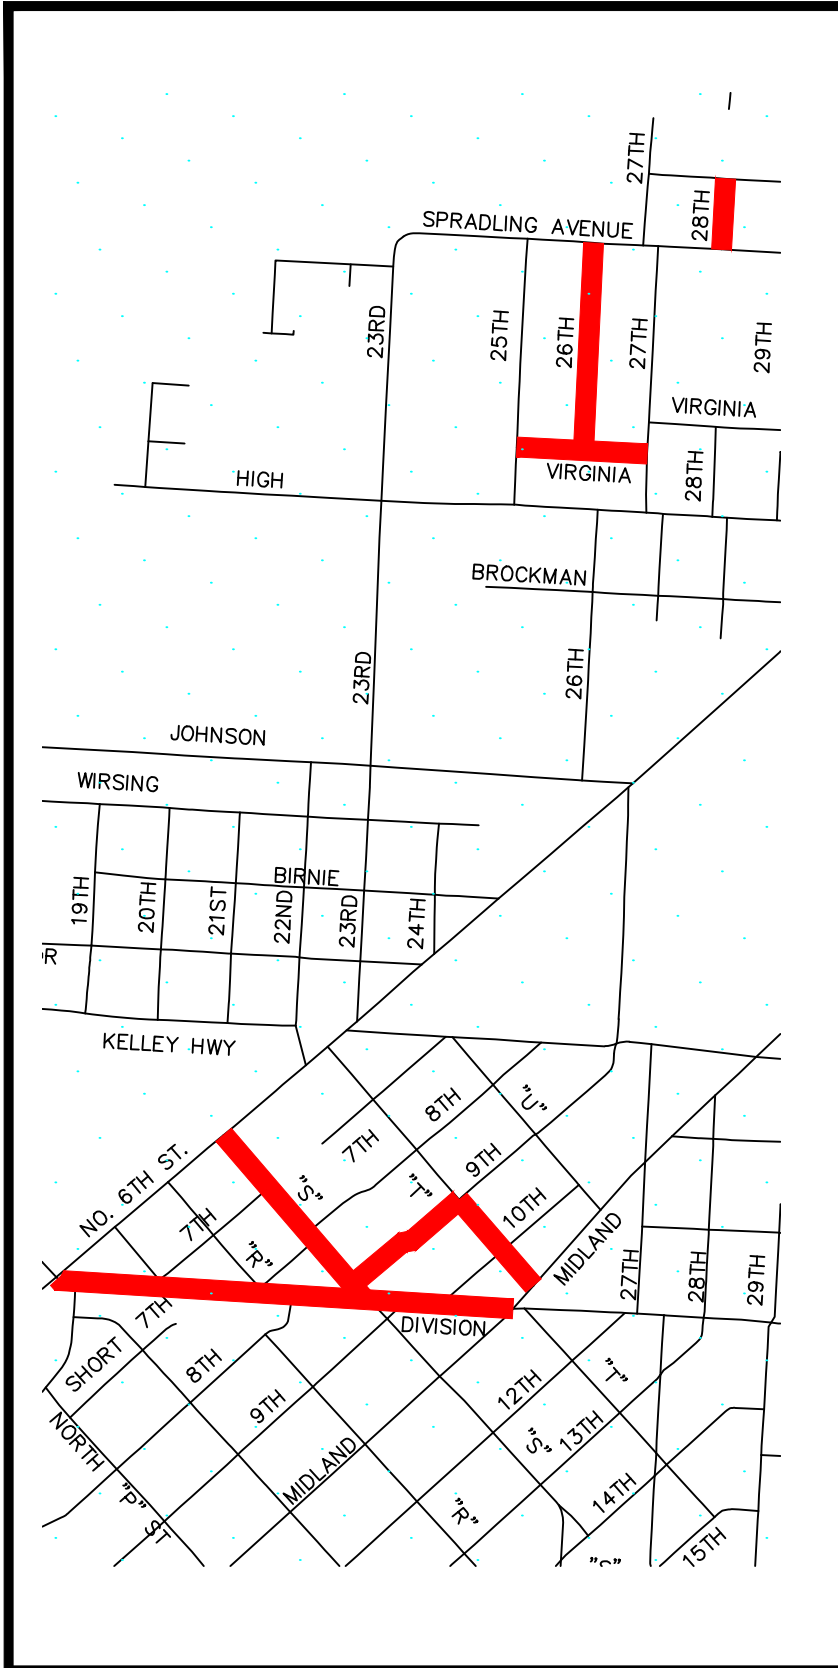 27TH
28TH
SPRADLING AVENUE
23RD
25TH
26TH
27TH
29TH
VIRGINIA
VIRGINIA
28TH
HIGH
BROCKMAN
23RD
26TH
JOHNSON
WIRSING
BIRNIE
19TH
20TH
21ST
22ND
23RD
24TH
OR
KELLEY HWY
"U"
8TH
7TH
9TH
"T"
"S"
NO. 6TH ST.
7TH
10TH
"R"
MIDLAND
27TH
28TH
29TH
7TH
DIVISION
SHORT
8TH
9TH
12TH
"T"
13TH
"S"
NORTH
"P" ST
MIDLAND
"R"
14TH
15TH